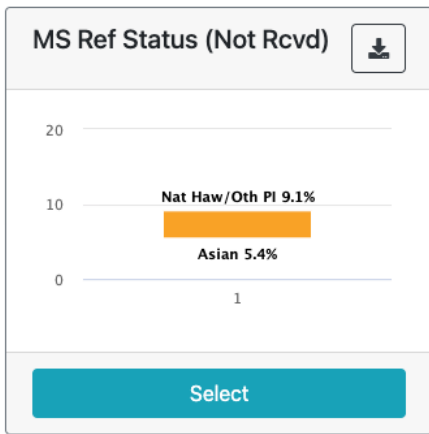 MS Ref Status (Not Rcvd)
20
10
0
Nat Haw/Oth PI 9.1%
Asian 5.4%
1
Select